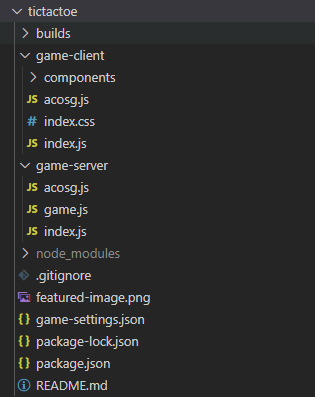 tictactoe
builds
game-client
components
JS acosg.js
# index.css
JS index.js
game-server
JS acosg.js
JS game.js
JS index.js
node_modules
.gitignore
featured-image.png
{} game-settings.json
{} package-lock.json
{} package.json
README.md